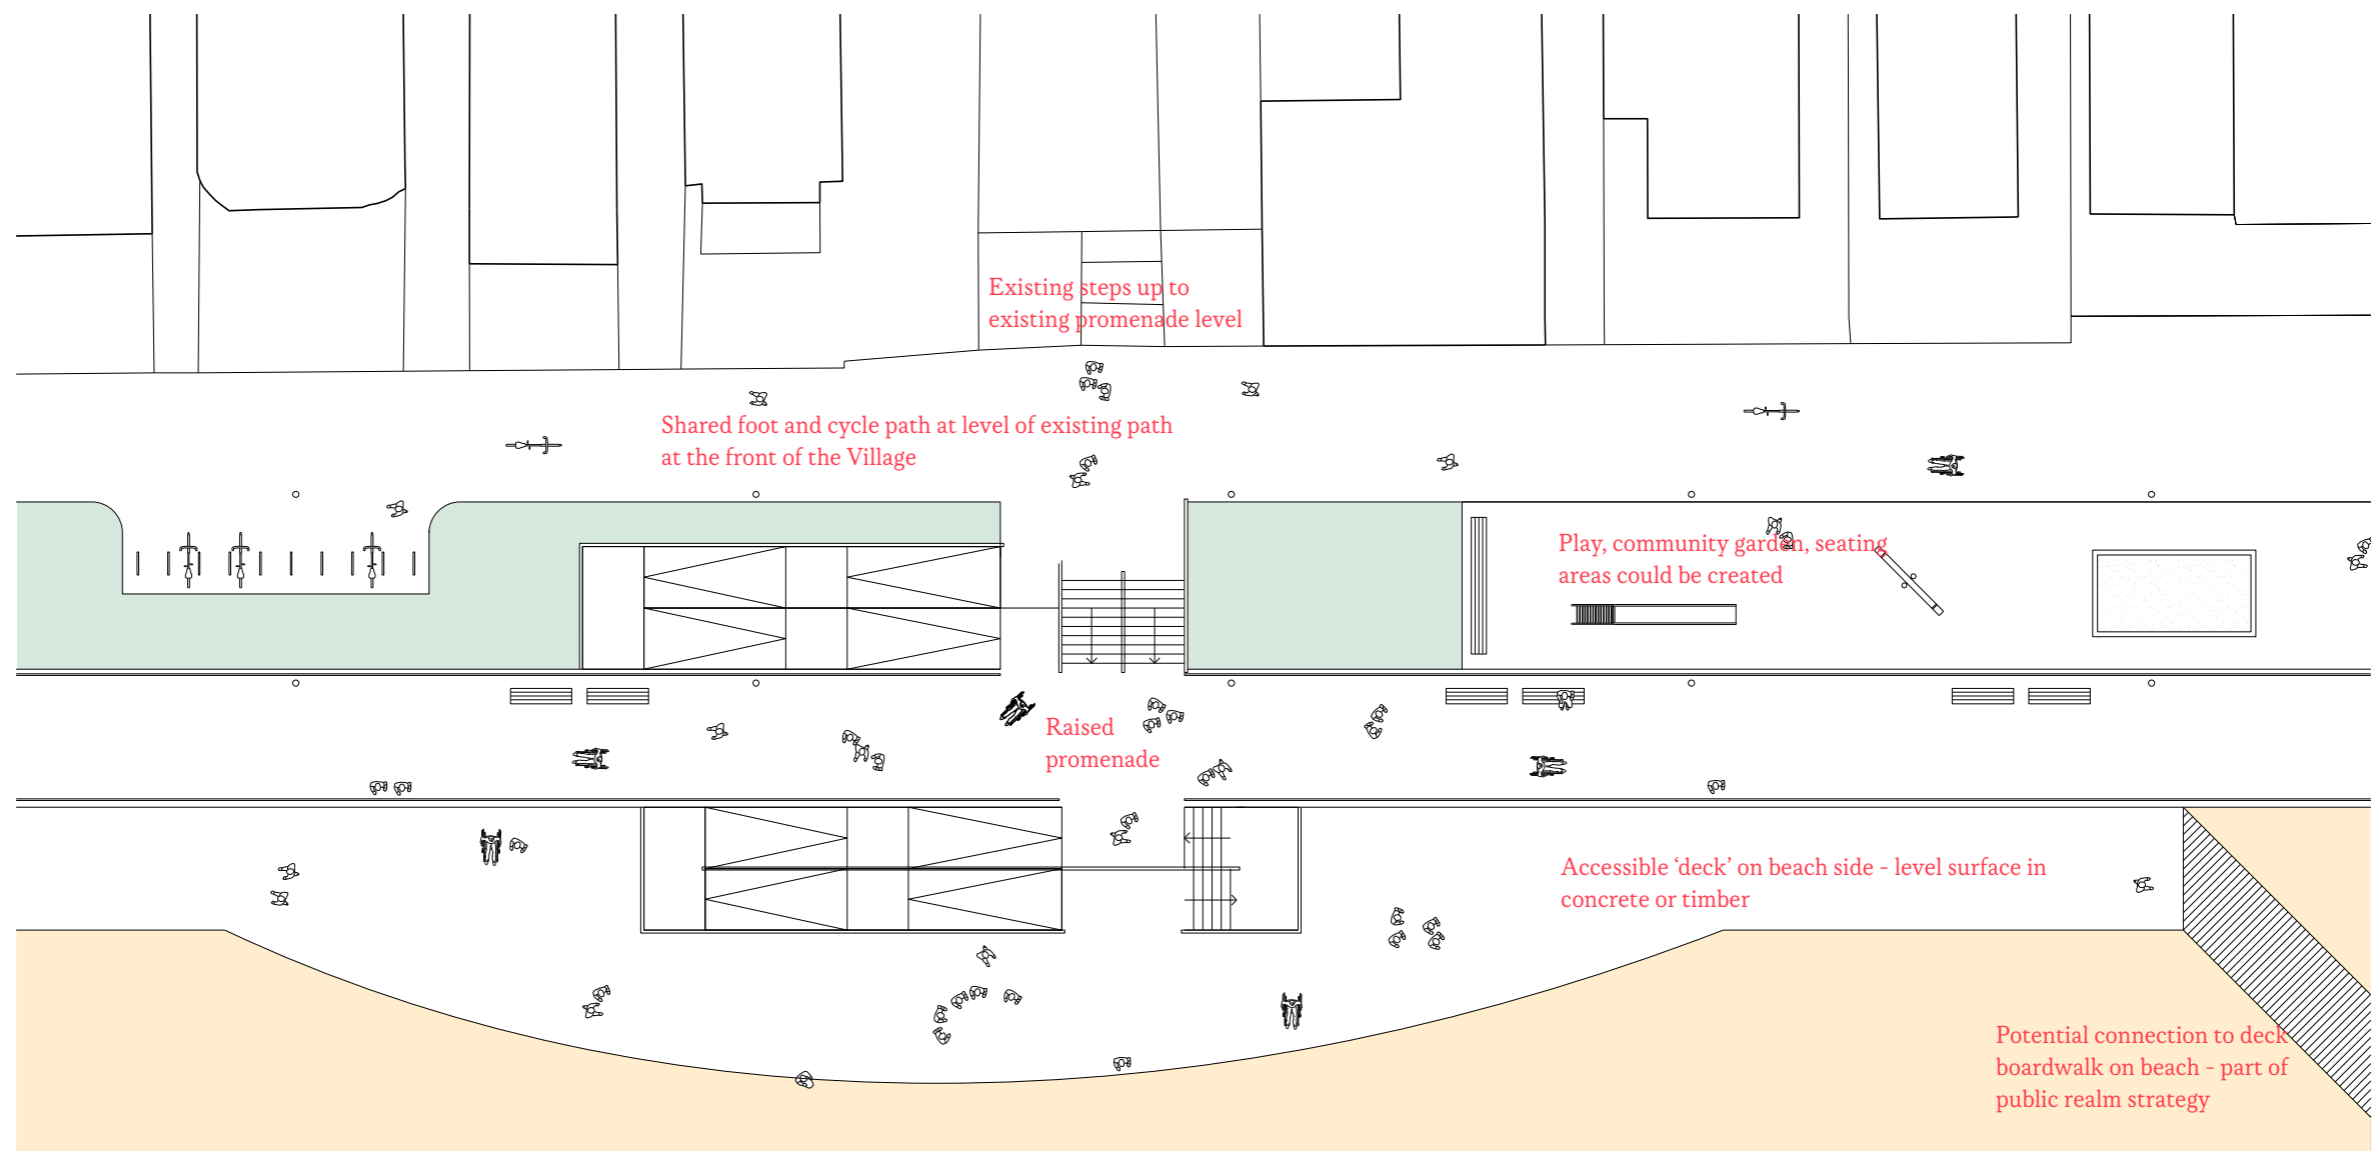 Existing steps up to
existing promenade level
Shared foot and cycle path at level of existing path
at the front of the Village
Play, community garden, seating
areas could be created
Raised
promenade
Accessible ‘deck’ on beach side - level surface in
concrete or timber
Potential connection to deck
boardwalk on beach - part of
public realm strategy